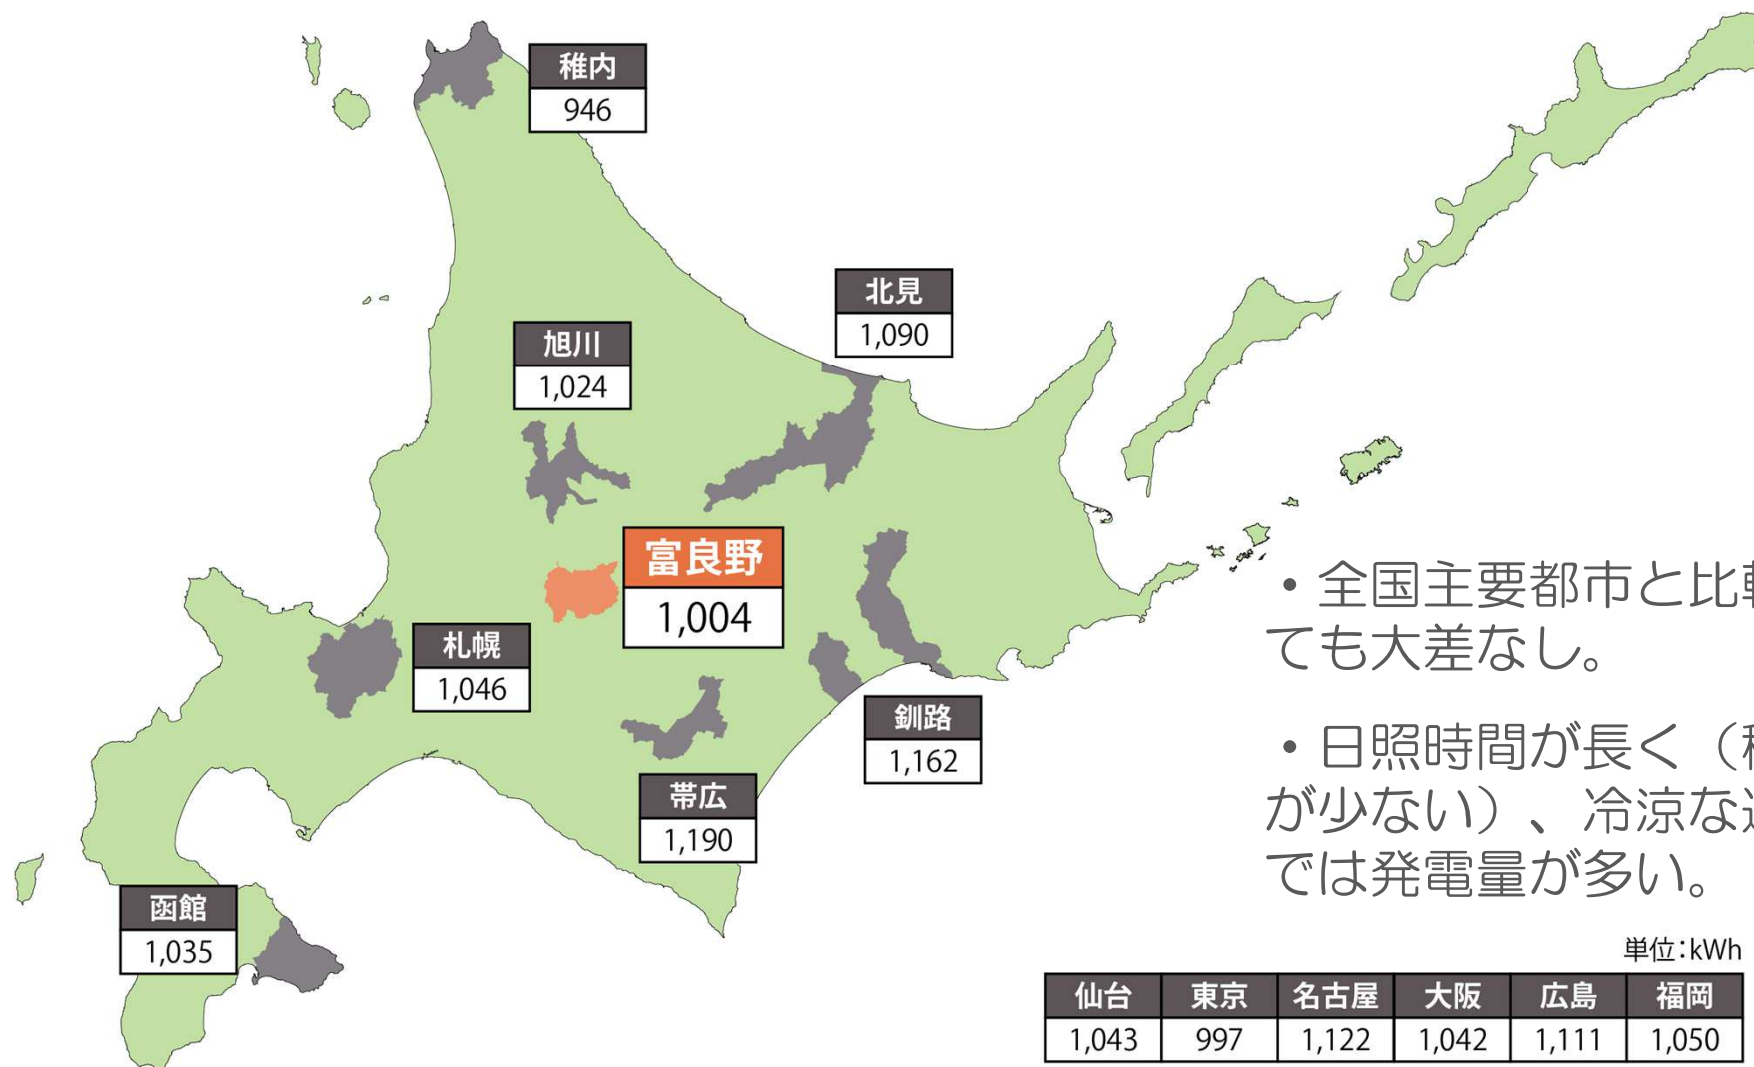 稚内
946
北見
1,090
旭川
1,024
富良野
1,004
札幌
1,046
釧路
1,162
帯広
1,190
函館
1,035
・全国主要都市と比
ても大差なし。
・日照時間が長く（
が少ない）、冷涼な
では発電量が多い。
単位：kWh
仙台 東京 名古屋 大阪 広島 福岡
1,043 997 1,122 1,042 1,111 1,050